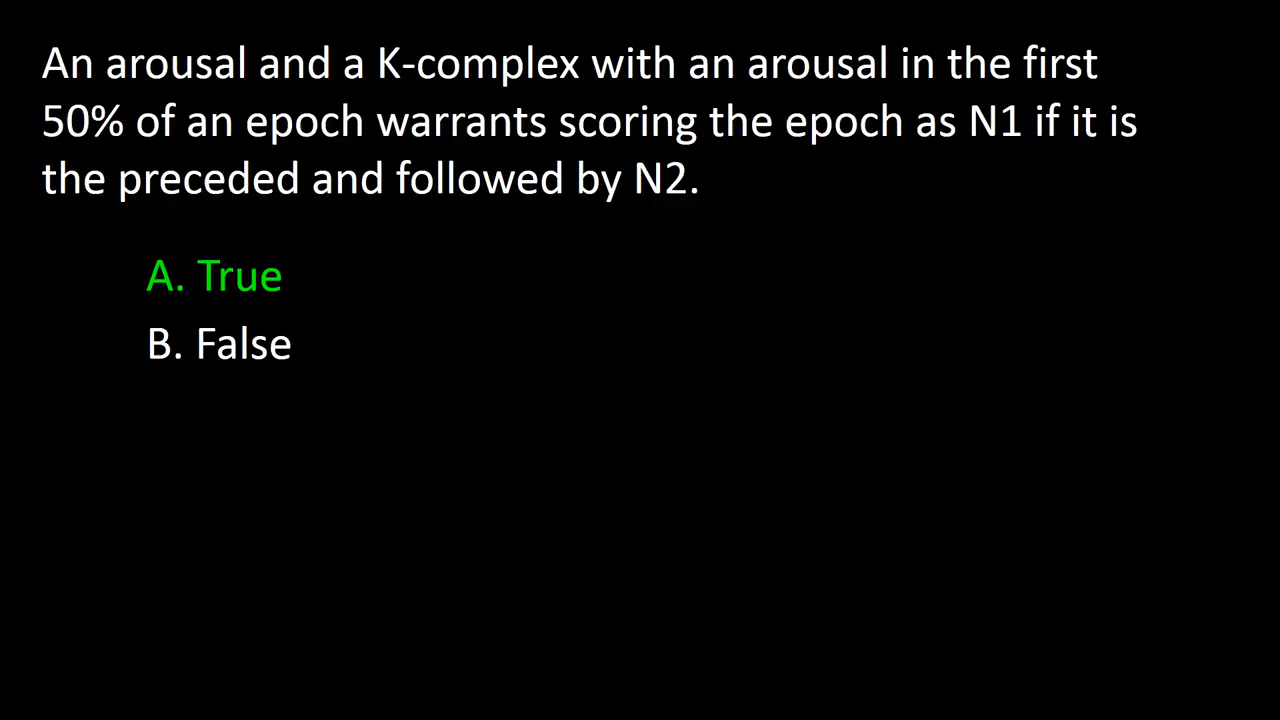 An arousal and a K-complex with an arousal in the first
50% of an epoch warrants scoring the epoch as N1 if it is
the preceded and followed by N2.
A. True
B. False